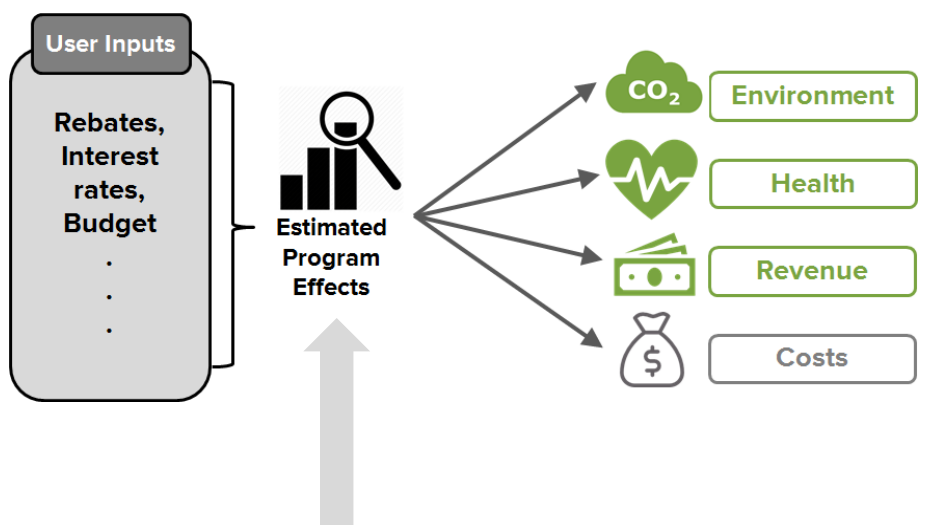 User Inputs
Rebates,
Interest
rates,
Budget
.
.
.
Estimated
Program
Effects
CO₂
Environment
Health
Revenue
$
Costs